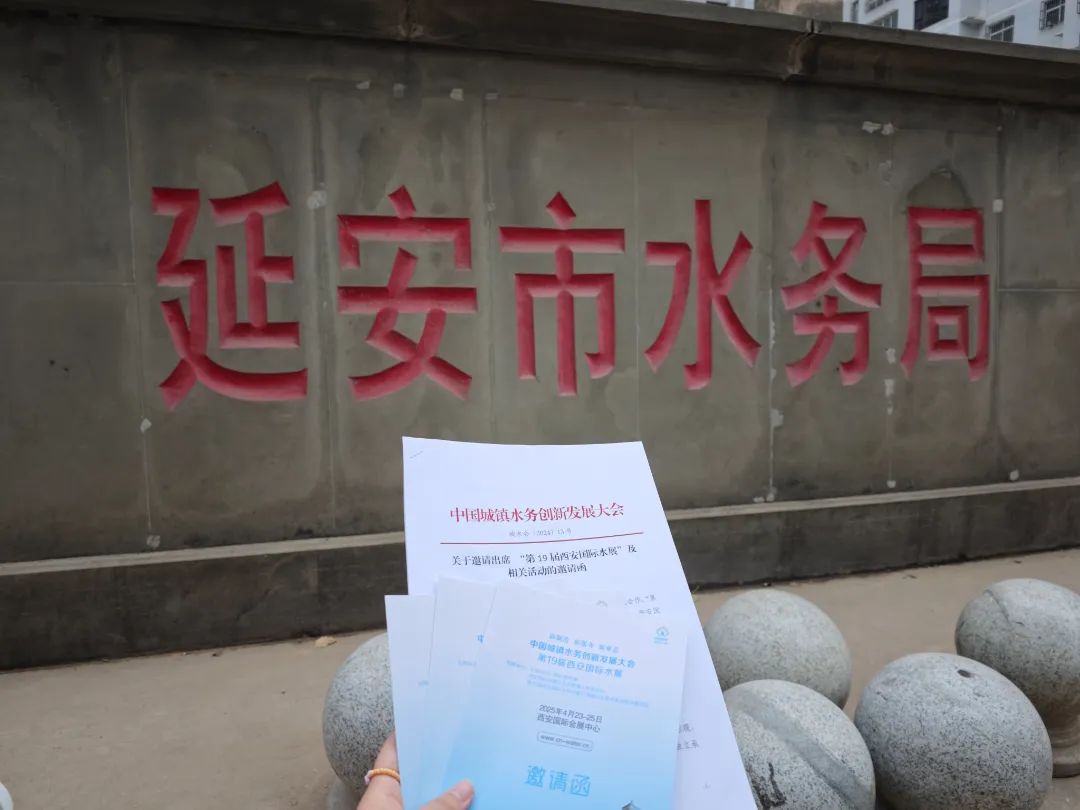 延安市水务局
中国城镇水务创新发展大会
关于邀请出席 “第19届西安国际水展”及
相关活动的邀请函
中国城镇水务创新发展大会
第19届西安国际水展
2025年4月23-25日
西安国际会展中心
邀请函